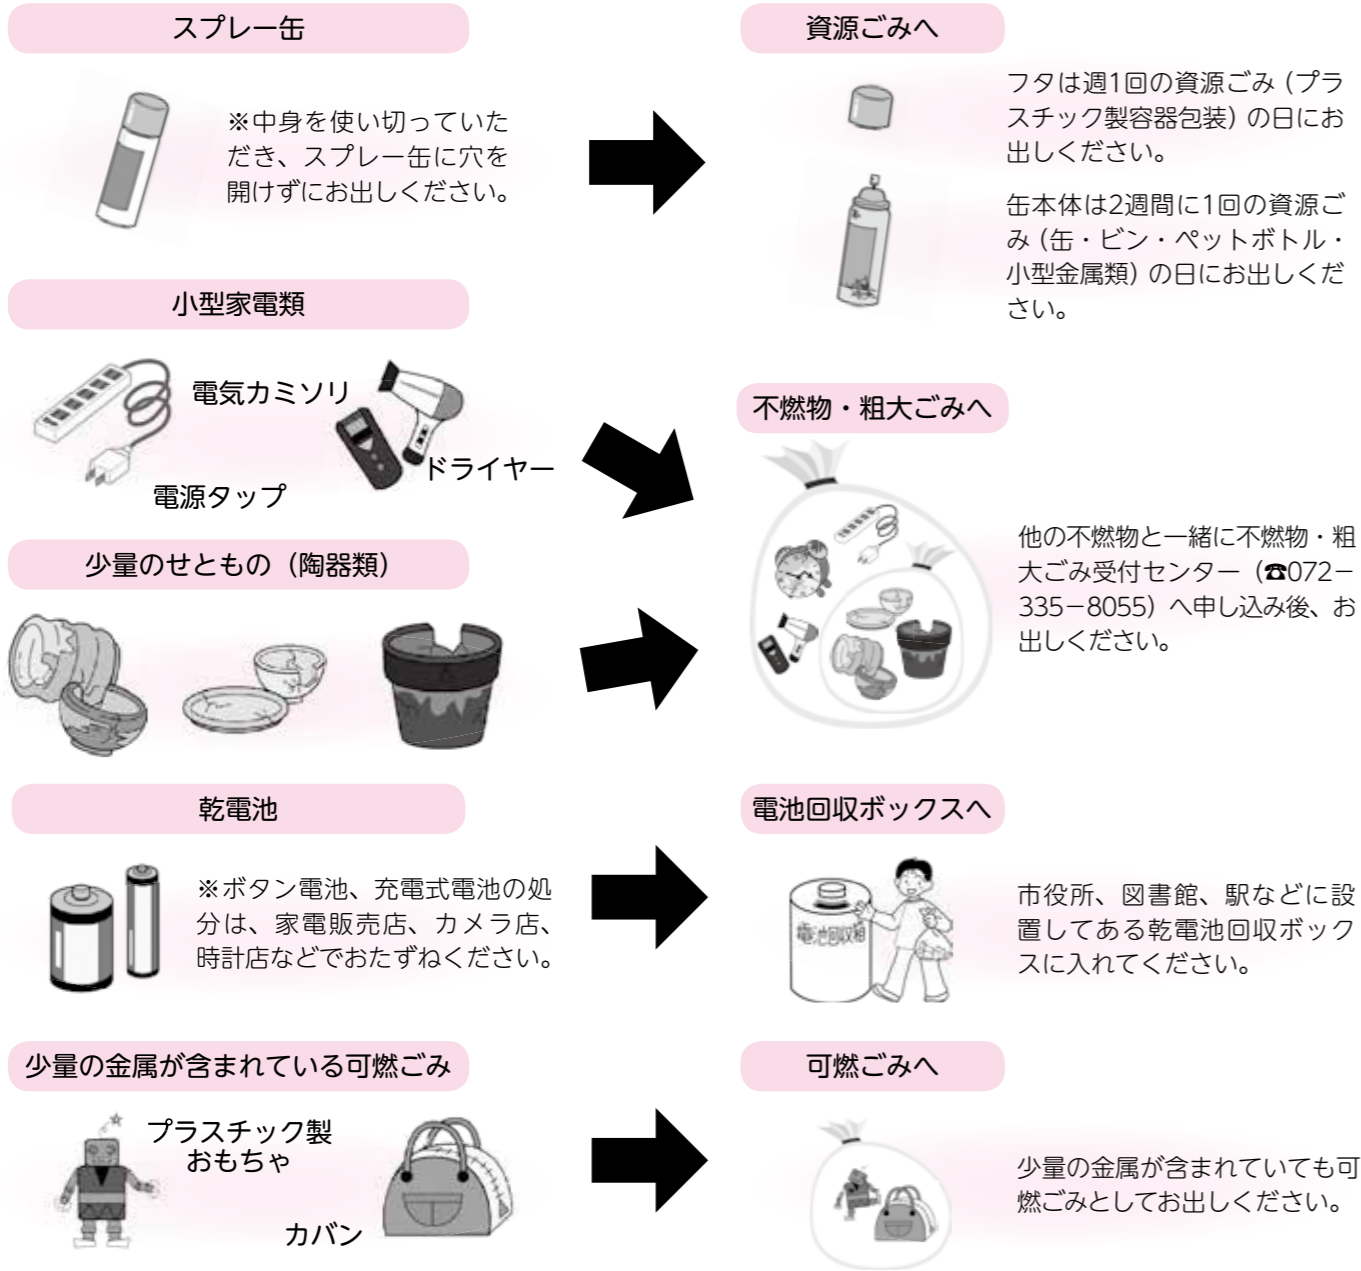 スプレー缶
※中身を使い切っていた
だき、スプレー缶に穴を
開けずにお出しください。
資源ごみへ
フタは週1回の資源ごみ（プラ
スチック製容器包装）の日にお
出しください。
缶本体は2週間に1回の資源ご
み（缶・ビン・ペットボトル・
小型金属類）の日にお出しくだ
さい。
小型家電類
電気カミソリ
ドライヤー
電源タップ
少量のせともの（陶器類）
不燃物・粗大ごみへ
他の不燃物と一緒に不燃物・粗
大ごみ受付センター（☎072－
335－8055）へ申し込み後、お
出しください。
乾電池
※ボタン電池、充電式電池の処
分は、家電販売店、カメラ店、
時計店などでおたずねください。
電池回収ボックスへ
電池回収箱
市役所、図書館、駅などに設
置してある乾電池回収ボック
スに入れてください。
少量の金属が含まれている可燃ごみ
プラスチック製
おもちゃ
カバン
可燃ごみへ
少量の金属が含まれていても可
燃ごみとしてお出しください。